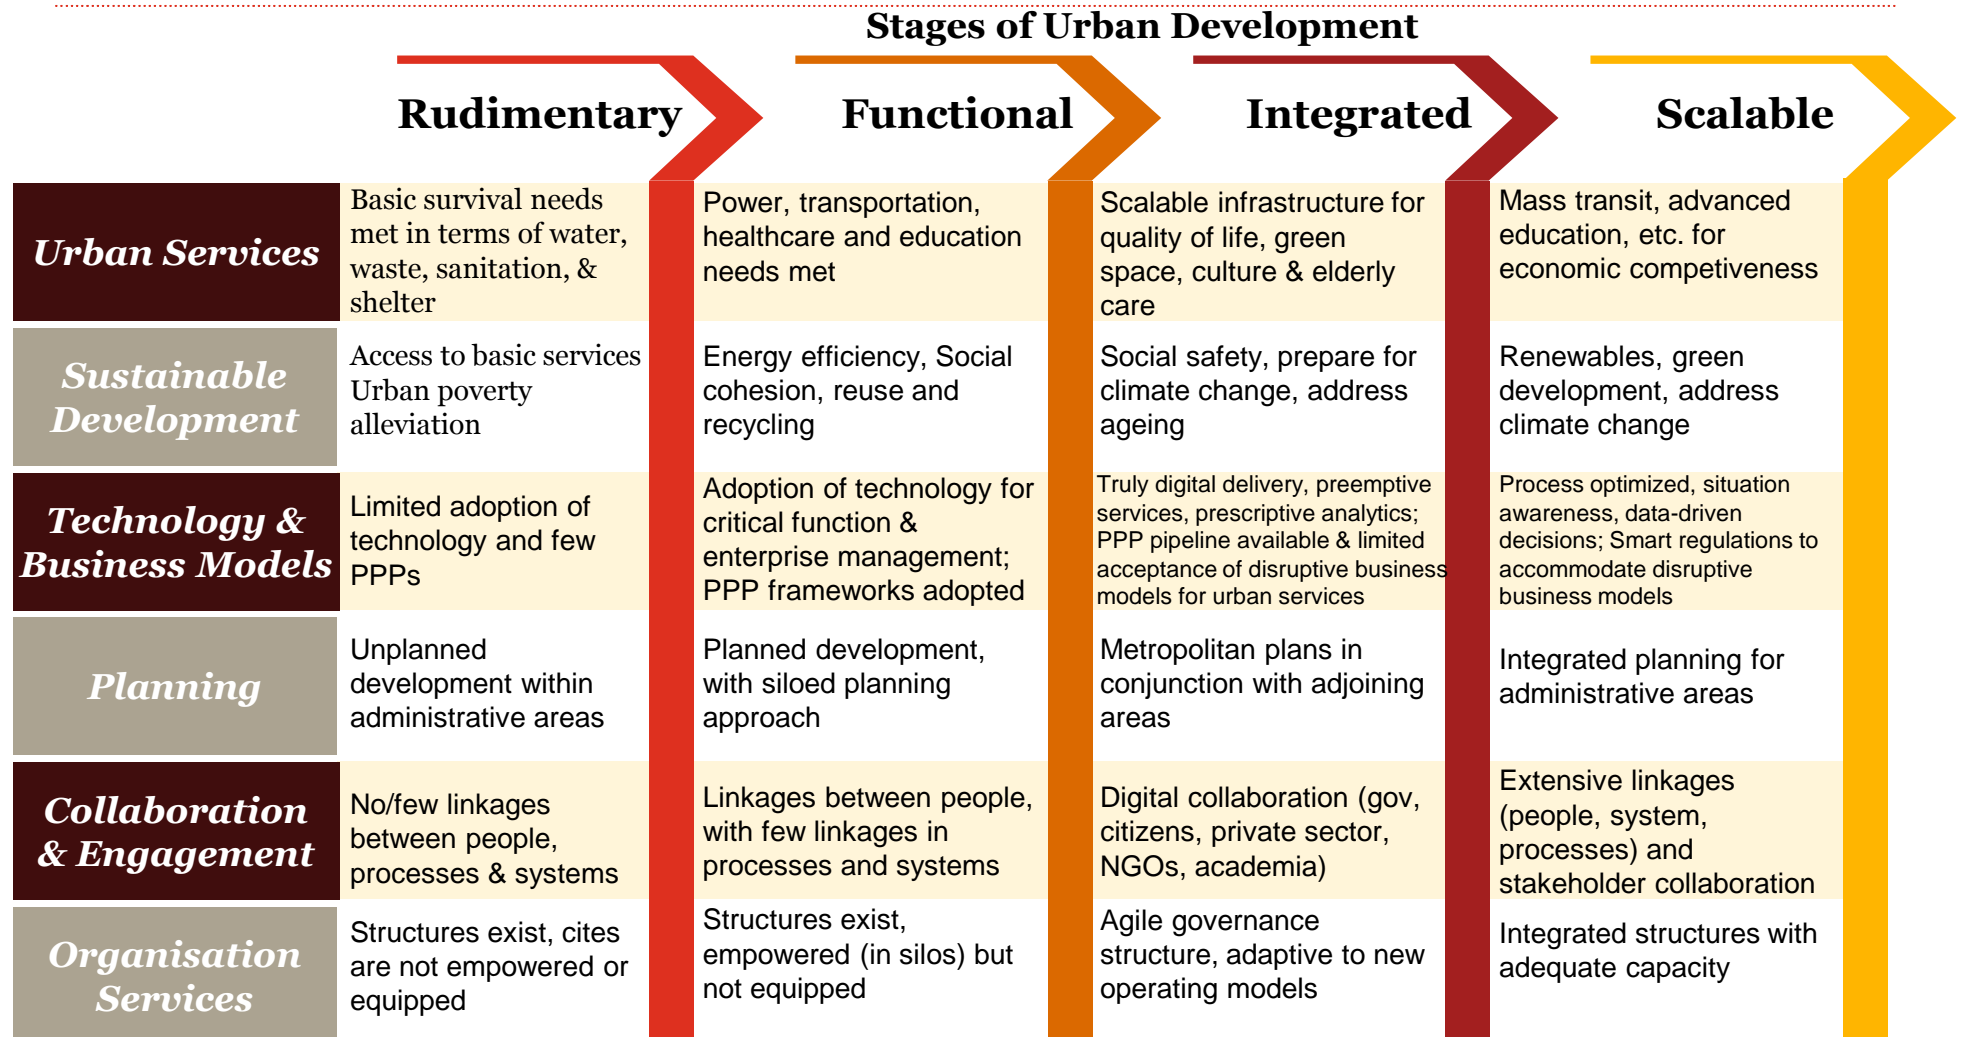 Stages of Urban Development
Rudimentary
Functional
Integrated
Scalable
Urban Services
Basic survival needs
met in terms of water,
waste, sanitation, &
shelter
Power, transportation,
healthcare and education
needs met
Scalable infrastructure for
quality of life, green
space, culture & elderly
care
Mass transit, advanced
education, etc. for
economic competiveness
Sustainable
Development
Access to basic services
Urban poverty
alleviation
Energy efficiency, Social
cohesion, reuse and
recycling
Social safety, prepare for
climate change, address
ageing
Renewables, green
development, address
climate change
Technology &
Business Models
Limited adoption of
technology and few
PPPs
Adoption of technology for
critical function &
enterprise management;
PPP frameworks adopted
Truly digital delivery, preemptive
services, prescriptive analytics;
PPP pipeline available & limited
acceptance of disruptive business
models for urban services
Process optimized, situation
awareness, data-driven
decisions; Smart regulations to
accommodate disruptive
business models
Planning
Unplanned
development within
administrative areas
Planned development,
with siloed planning
approach
Metropolitan plans in
conjunction with adjoining
areas
Integrated planning for
administrative areas
Collaboration
& Engagement
No/few linkages
between people,
processes & systems
Linkages between people,
with few linkages in
processes and systems
Digital collaboration (gov,
citizens, private sector,
NGOs, academia)
Extensive linkages
(people, system,
processes) and
stakeholder collaboration
Organisation
Services
Structures exist, cites
are not empowered or
equipped
Structures exist,
empowered (in silos) but
not equipped
Agile governance
structure, adaptive to new
operating models
Integrated structures with
adequate capacity